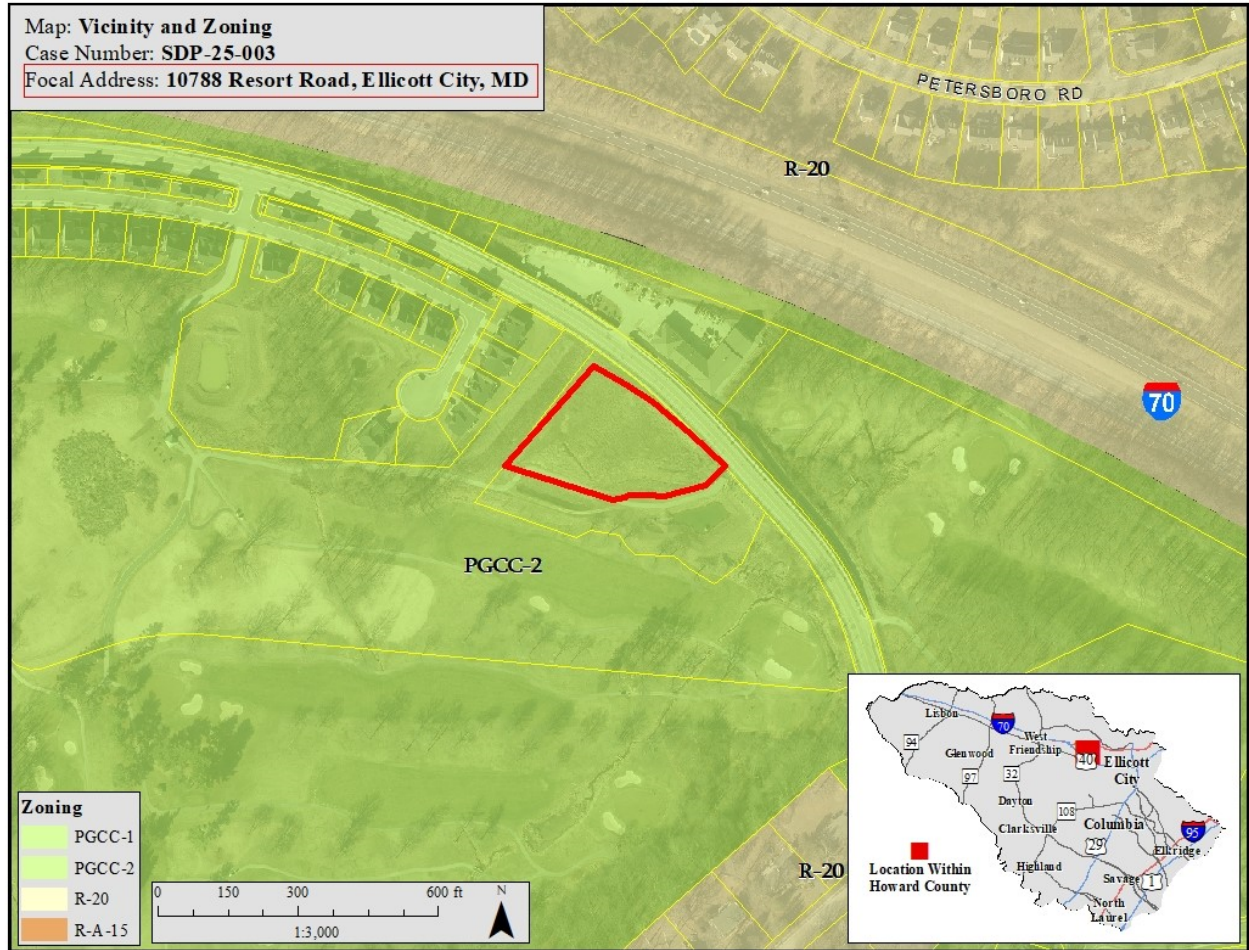 Map: Vicinity and Zoning
Case Number: SDP-25-003
Focal Address: 10788 Resort Road, Ellicott City, MD
PETERSBORO RD
R-20
70
PGCC-2
R-20
Zoning
PGCC-1
PGCC-2
R-20
R-A-15
0 150 300 600 ft
N
1:3,000
Lisbon
70
94
Glenwood
West
Friendship
40
Ellicott
City
97
32
Dayton
108
Clarksville
Columbia
95
29
Elkridge
Highland
Savage
1
North
Laurel
Location Within
Howard County